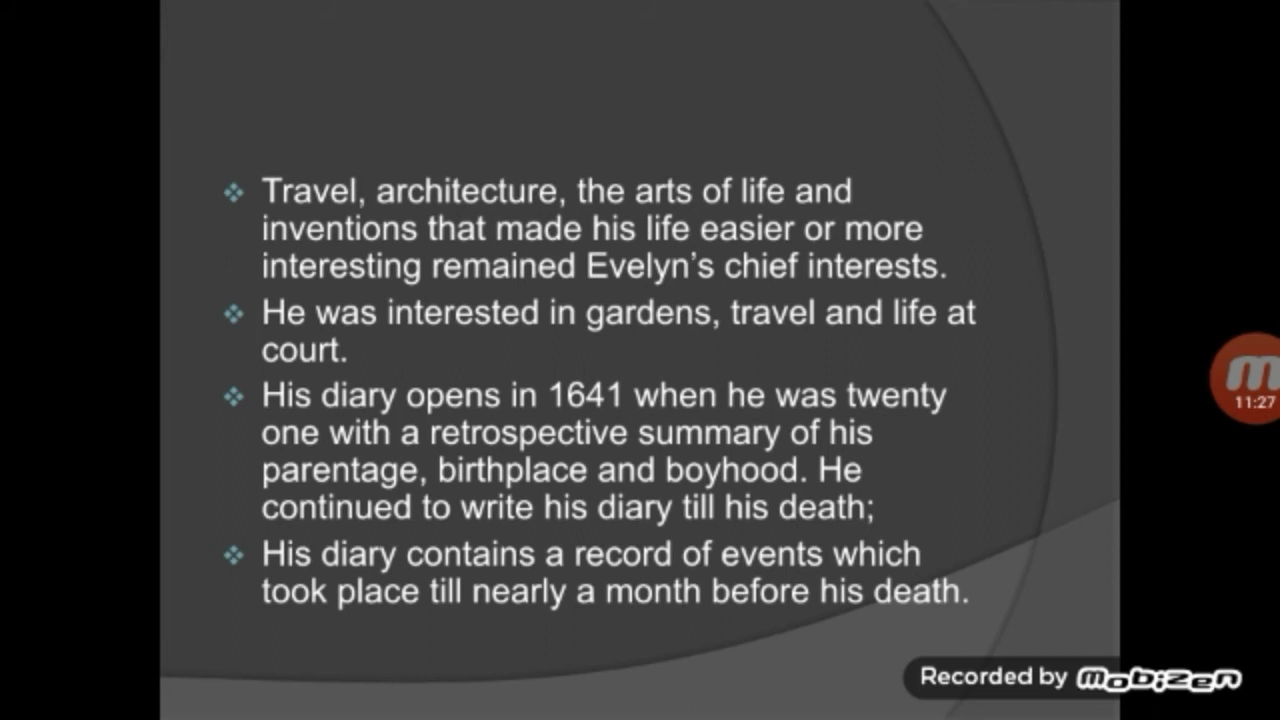 Travel, architecture, the arts of life and
inventions that made his life easier or more
interesting remained Evelyn’s chief interests.
He was interested in gardens, travel and life at
court.
His diary opens in 1641 when he was twenty
one with a retrospective summary of his
parentage, birthplace and boyhood. He
continued to write his diary till his death;
His diary contains a record of events which
took place till nearly a month before his death.
11:27
Recorded by Mobizen